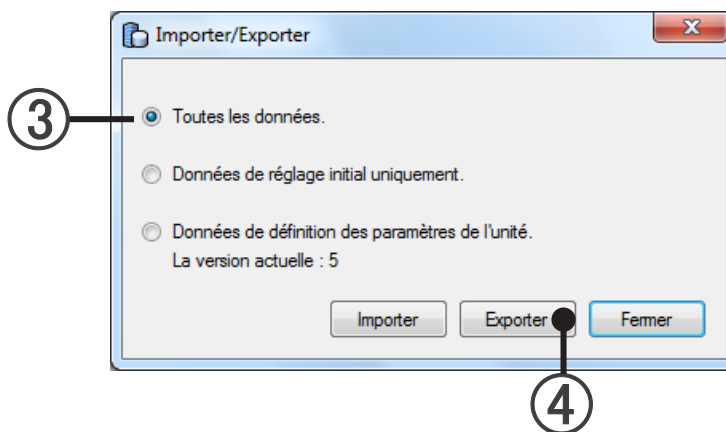 Importer/Exporter
③ Toutes les données.
Données de réglage initial uniquement.
Données de définition des paramètres de l'unité.
La version actuelle : 5
Importer Exporter Fermer
④